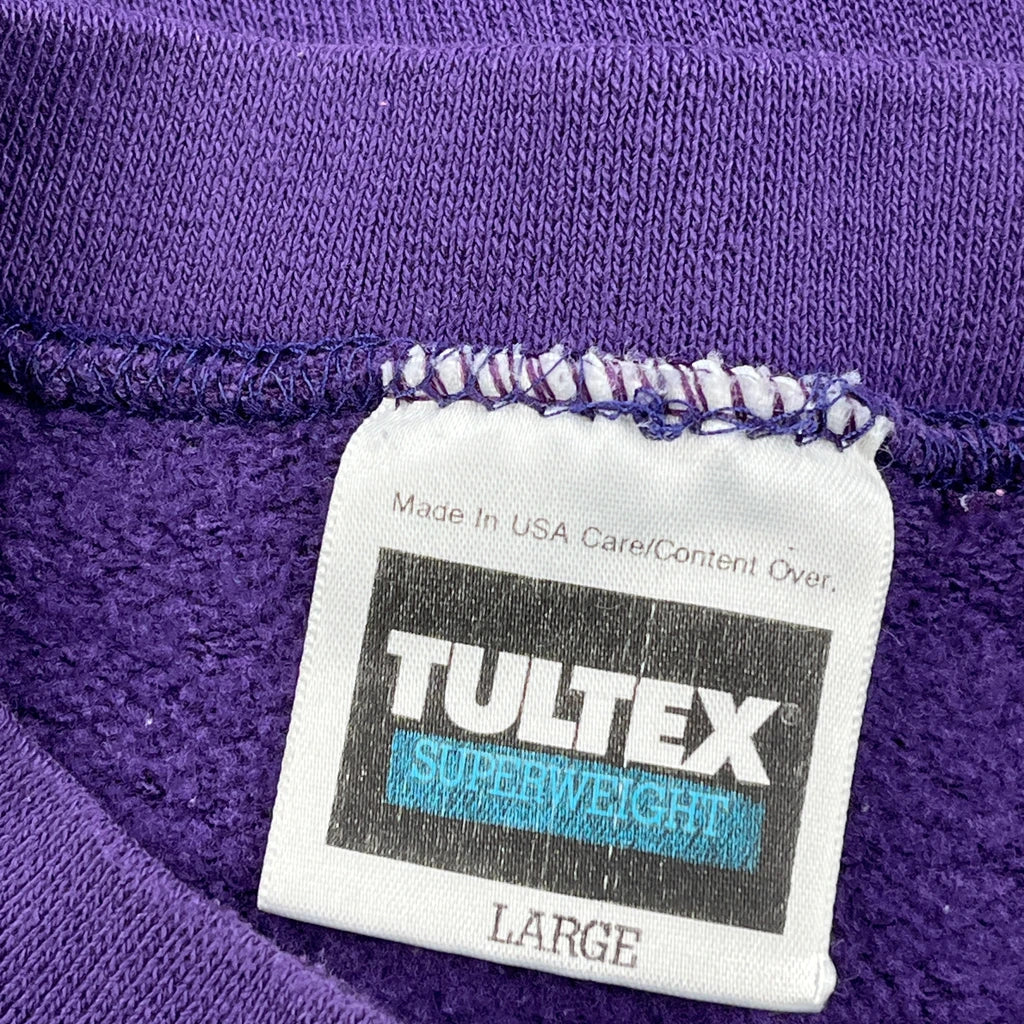 Made In USA Care/Content Over.
TULTEX®
SUPERWEIGHT
LARGE